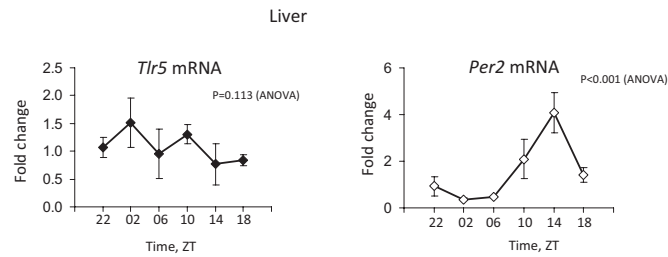 Liver
Tlr5 mRNA
P=0.113 (ANOVA)
Fold change
2.5
2.0
1.5
1.0
0.5
0.0
22 02 06 10 14 18
Time, ZT
Per2 mRNA
P<0.001 (ANOVA)
Fold change
6
4
2
0
22 02 06 10 14 18
Time, ZT